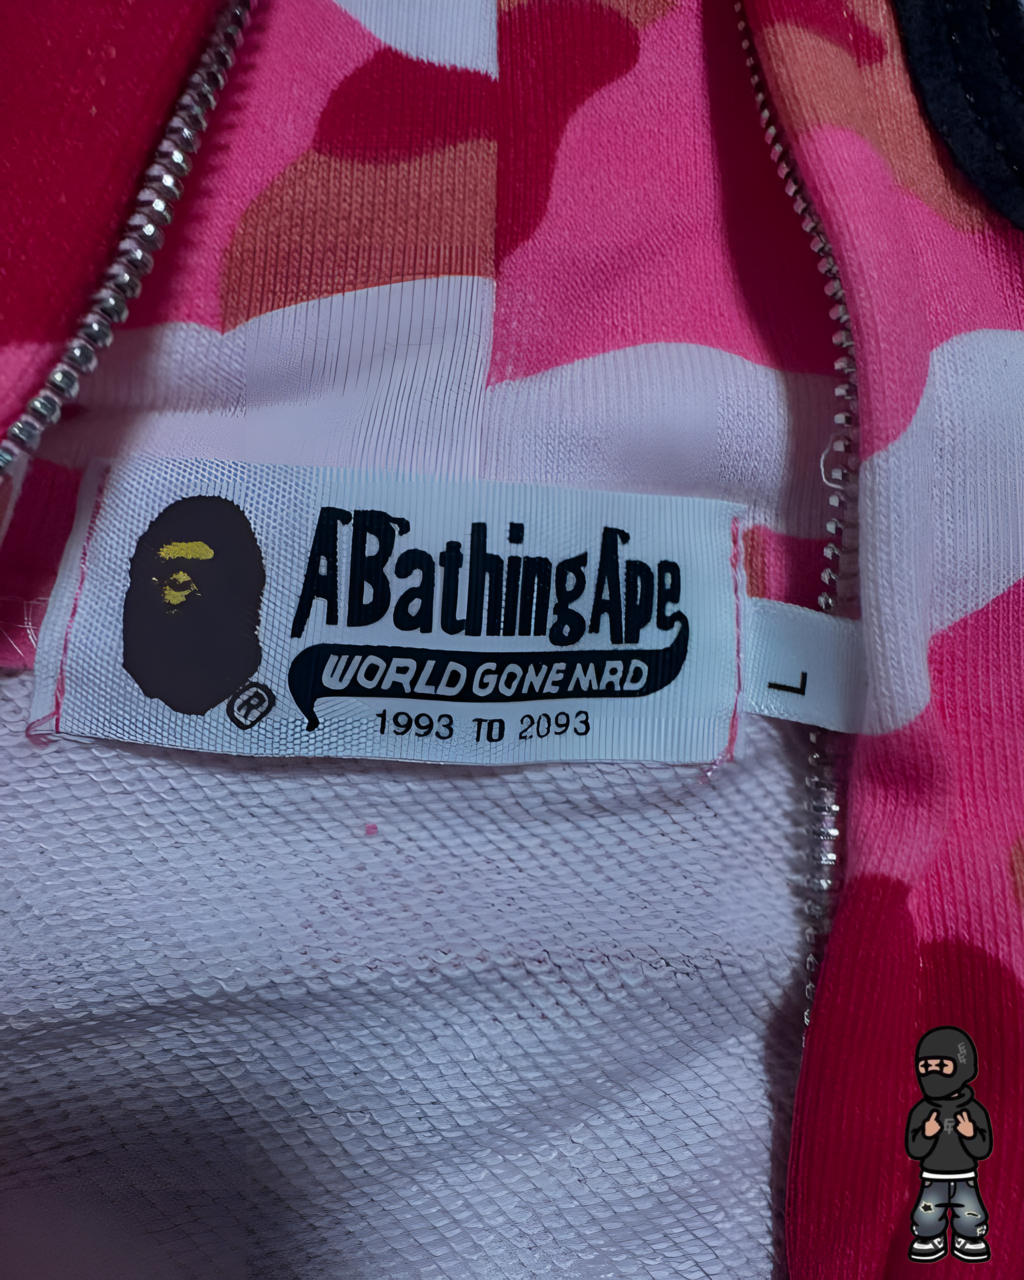 ABathingApe
WORLD GONE MAD
1993 TO 2093
®
L